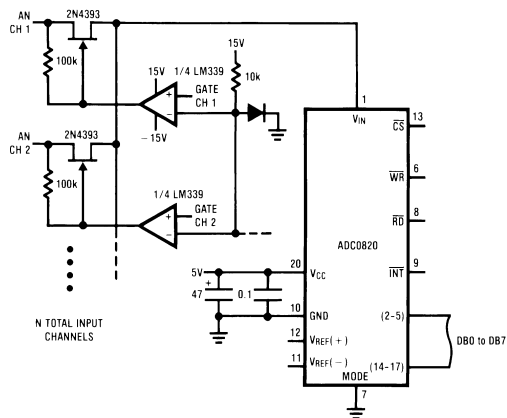 AN
CH 1
2N4393
100k
15V
1/4 LM339
GATE
CH 1
+
−
− 15V
15V
10k
AN
CH 2
2N4393
100k
1/4 LM339
GATE
CH 2
+
−
N TOTAL INPUT
CHANNELS
5V
+
47
0.1
1
VIN
CS
13
WR
6
RD
8
ADC0820
INT
9
20
VCC
10
GND
12
VREF(+)
11
VREF(−)
(2-5)
(14-17)
DB0 to DB7
MODE
7